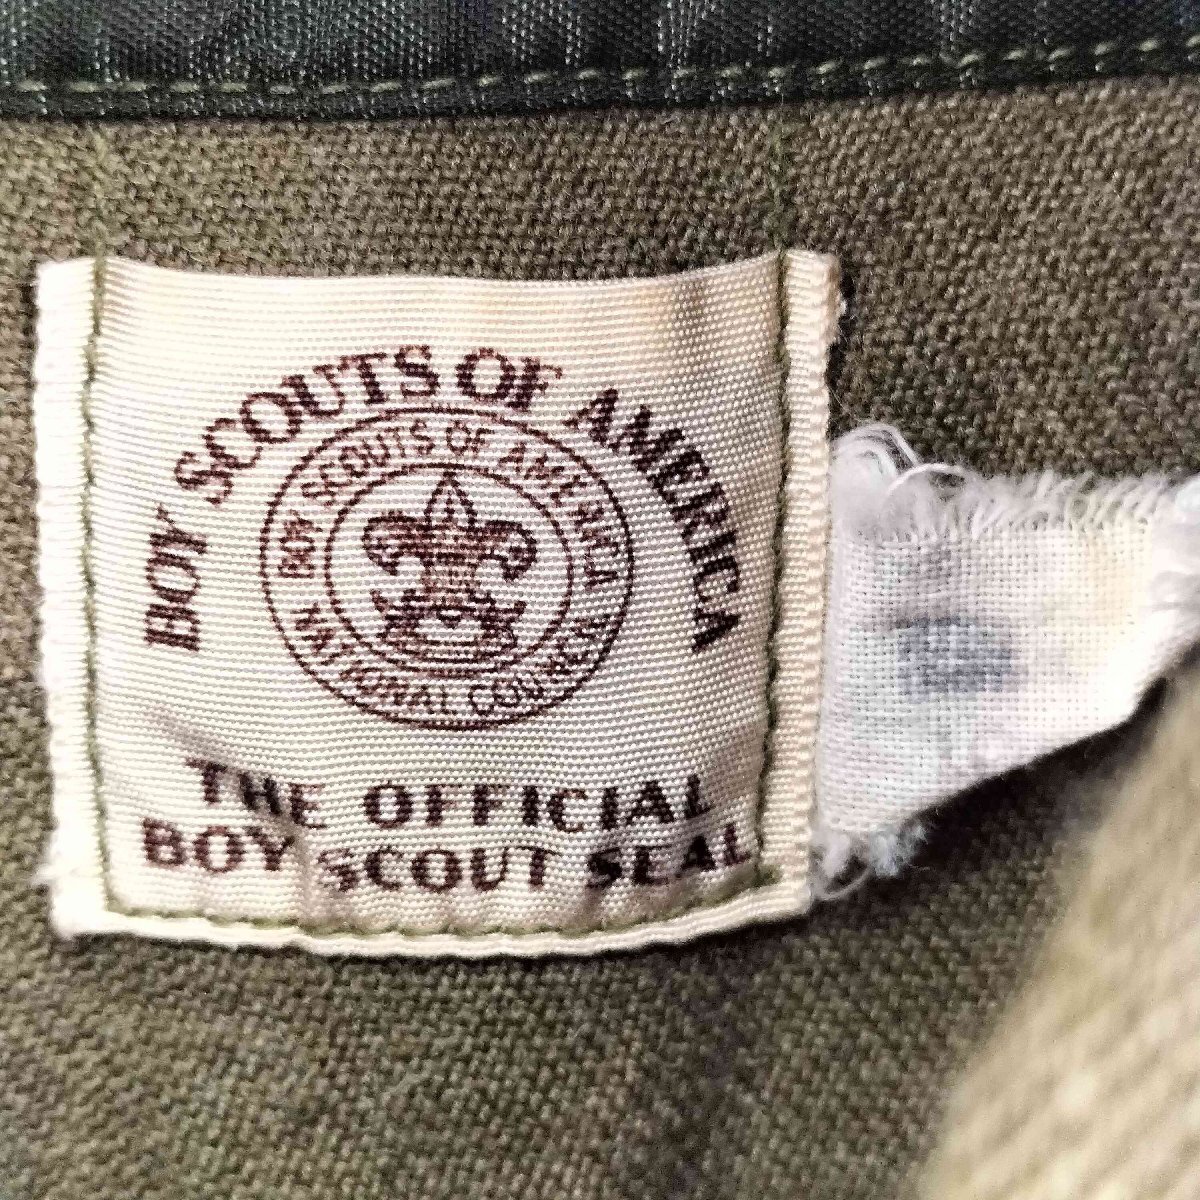 BOY SCOUTS OF AMERICA
BOY SCOUTS OF AMERICA
NATIONAL COUNCIL
THE OFFICIAL
BOY SCOUT SEAL